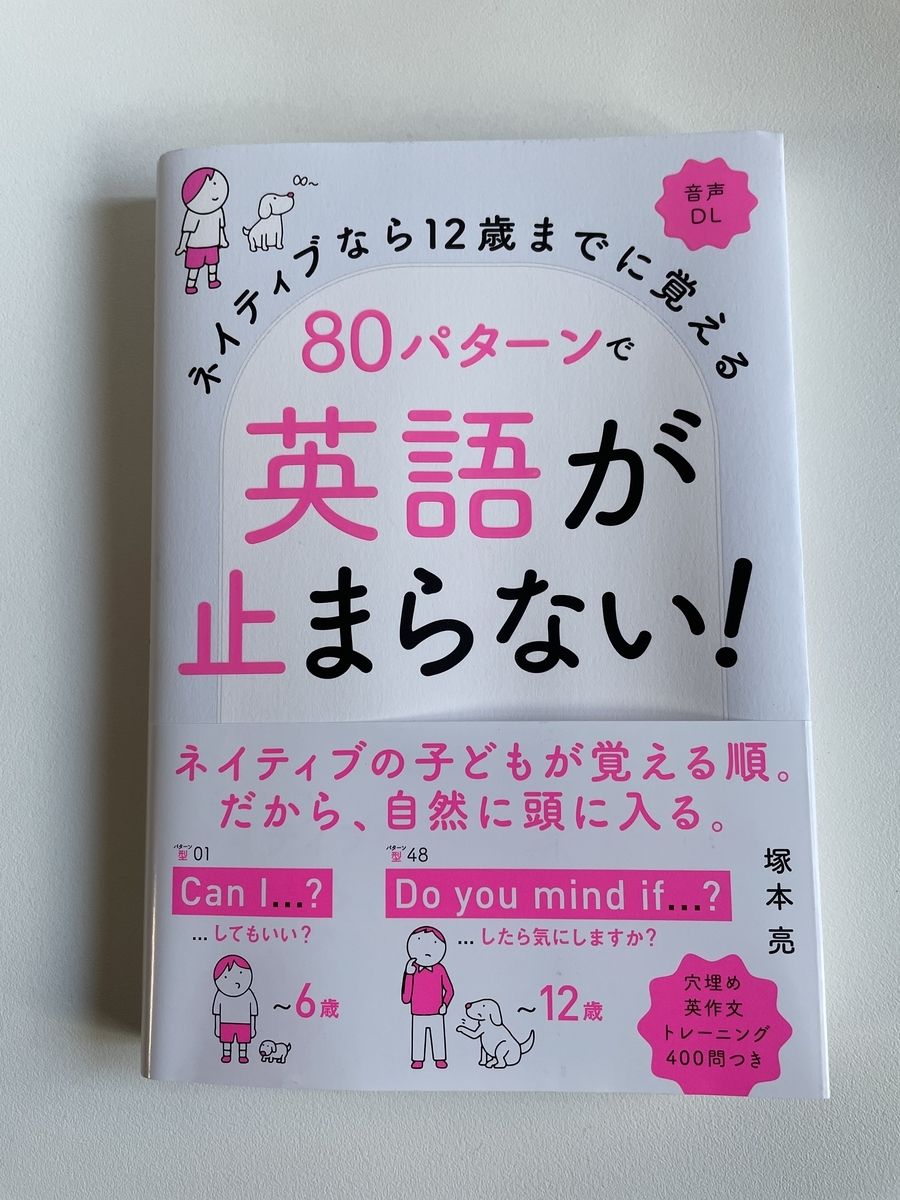 音声
DL
ネイティブなら12歳までに覚える
80パターンで
英語が
止まらない!
ネイティブの子どもが覚える順。
だから、自然に頭に入る。
パターン
型 01
Can I...?
...してもいい?
~6歳
パターン
型 48
Do you mind if...?
...したら気にしますか?
~12歳
塚本亮
穴埋め
英作文
トレーニング
400問つき